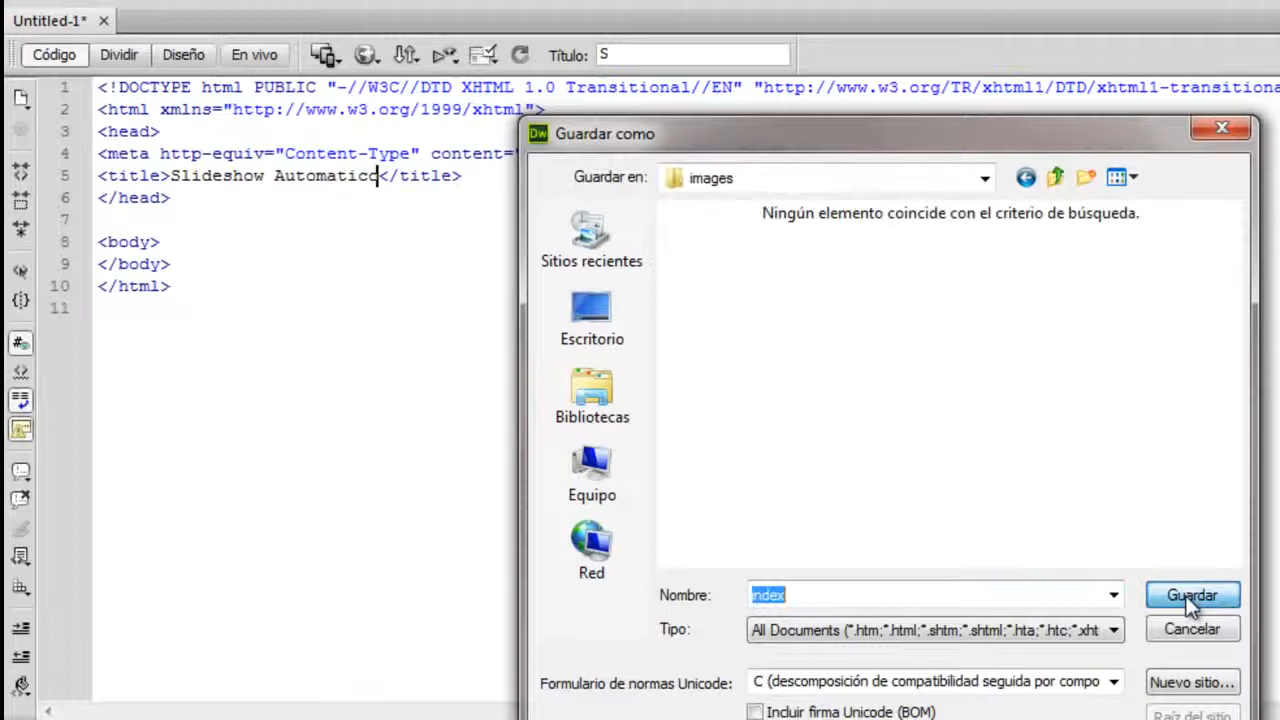 Untitled-1*
Código Dividir Diseño En vivo Título: S
1 <!DOCTYPE html PUBLIC "-//W3C//DTD XHTML 1.0 Transitional//EN" "http://www.w3.org/TR/xhtml1/DTD/xhtml1-transitiona
2 <html xmlns="http://www.w3.org/1999/xhtml">
3 <head>
4 <meta http-equiv="Content-Type" content="
5 <title>Slideshow Automaticc</title>
6 </head>
7
8 <body>
9 </body>
10 </html>
11
Dw Guardar como
Guardar en: images
Ningún elemento coincide con el criterio de búsqueda.
Sitios recientes
Escritorio
Bibliotecas
Equipo
Red
Nombre: index Guardar
Tipo: All Documents (*.htm;*.html;*.shtm;*.shtml;*.hta;*.htc;*.xht Cancelar
Formulario de normas Unicode: C (descomposición de compatibilidad seguida por compo Nuevo sitio...
Incluir firma Unicode (BOM) Raíz del sitio